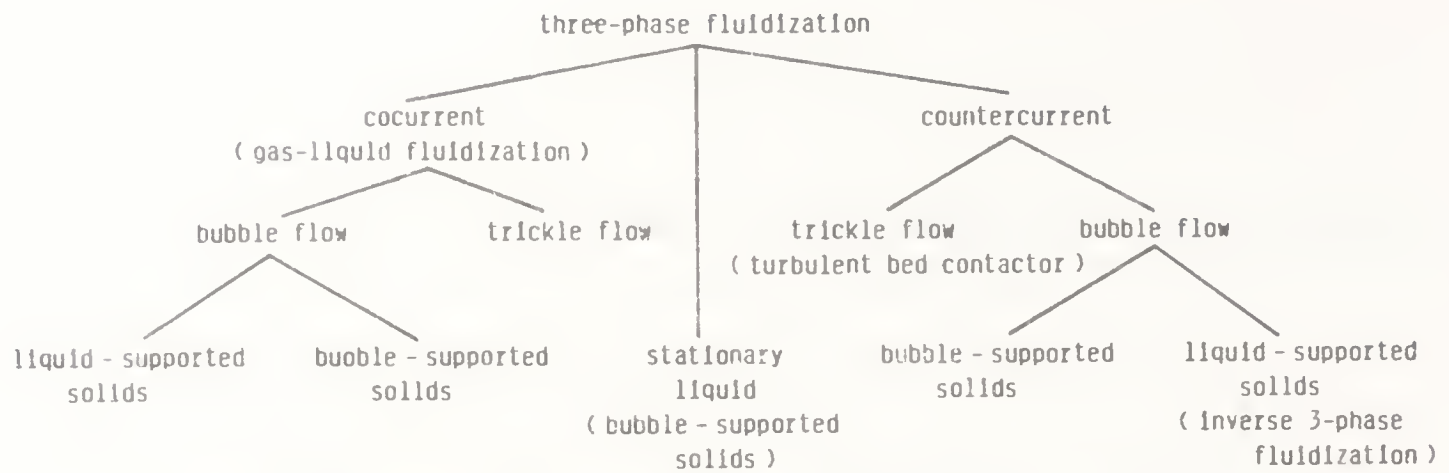 three-phase fluidization
cocurrent
( gas-liquid fluidization )
countercurrent
bubble flow
trickle flow
trickle flow
( turbulent bed contactor )
bubble flow
liquid - supported
solids
buoble - supported
solids
stationary
liquid
( bubble - supported
solids )
bubble - supported
solids
liquid - supported
solids
( inverse 3-phase
fluidization )